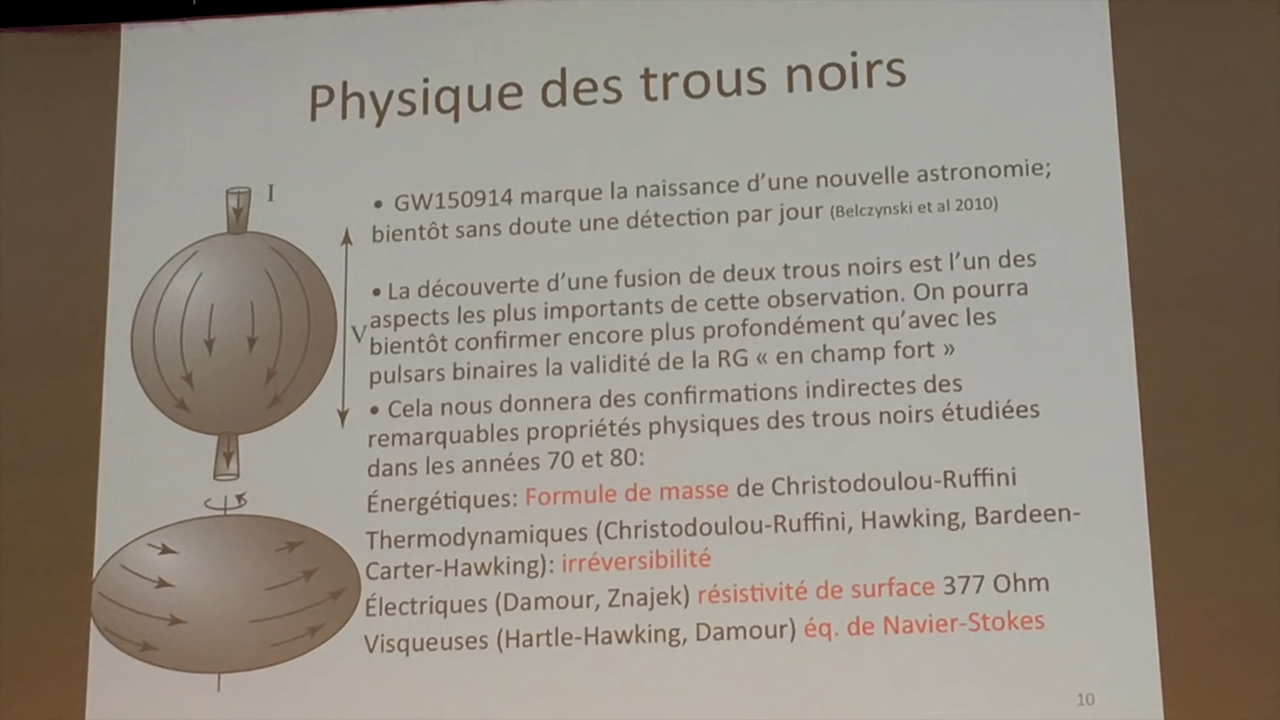 Physique des trous noirs
I
• GW150914 marque la naissance d’une nouvelle astronomie;
bientôt sans doute une détection par jour (Belczynski et al 2010)
• La découverte d’une fusion de deux trous noirs est l’un des
aspects les plus importants de cette observation. On pourra
V
bientôt confirmer encore plus profondément qu’avec les
pulsars binaires la validité de la RG « en champ fort »
• Cela nous donnera des confirmations indirectes des
remarquables propriétés physiques des trous noirs étudiées
dans les années 70 et 80:
Énergétiques: Formule de masse de Christodoulou-Ruffini
Thermodynamiques (Christodoulou-Ruffini, Hawking, Bardeen-
Carter-Hawking): irréversibilité
Électriques (Damour, Znajek) résistivité de surface 377 Ohm
Visqueuses (Hartle-Hawking, Damour) éq. de Navier-Stokes
10